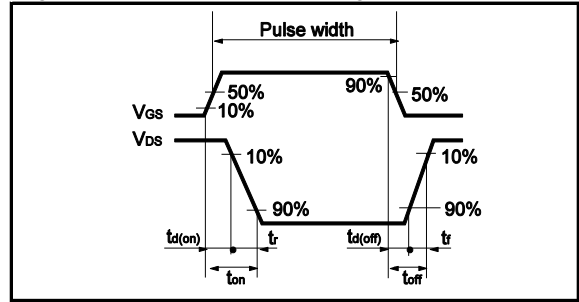 Pulse width
90%
50%
50%
10%
VGS
VDS
10%
10%
90%
90%
td(on)
tr
td(off)
tf
ton
toff